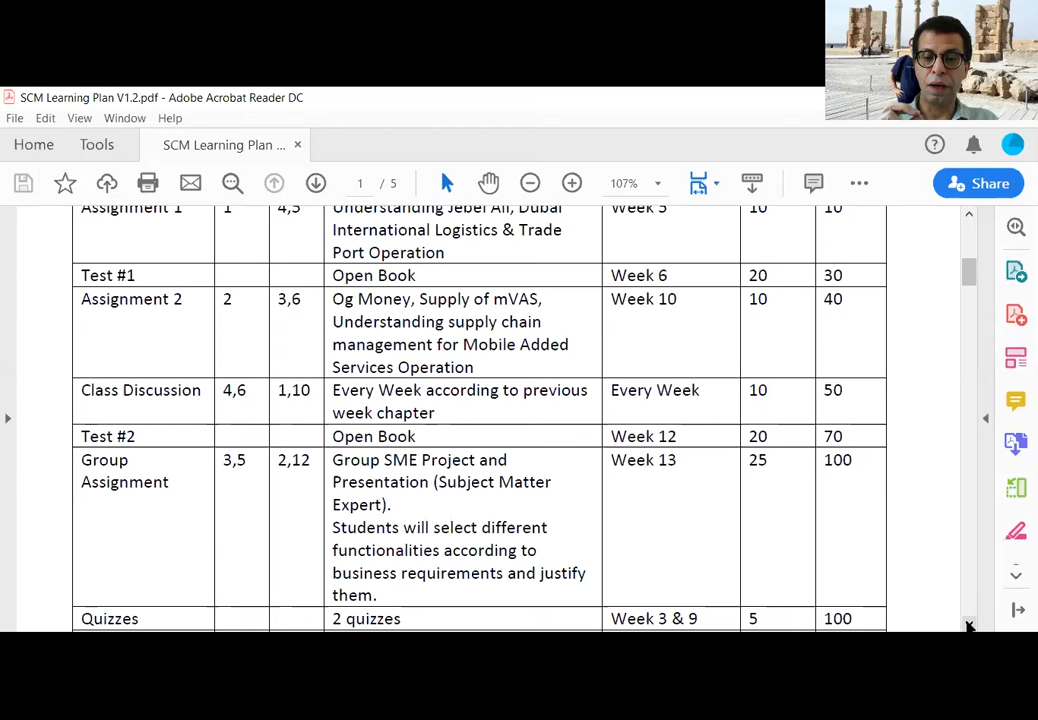 SCM Learning Plan V1.2.pdf - Adobe Acrobat Reader DC
File Edit View Window Help
Home Tools SCM Learning Plan ... ×
1 / 5 107% Share
Assignment 1 1 4,5 Understanding Jebel Ali, Dubai Week 5 10 10
International Logistics & Trade
Port Operation
Test #1 Open Book Week 6 20 30
Assignment 2 2 3,6 Og Money, Supply of mVAS, Week 10 10 40
Understanding supply chain
management for Mobile Added
Services Operation
Class Discussion 4,6 1,10 Every Week according to previous Every Week 10 50
week chapter
Test #2 Open Book Week 12 20 70
Group 3,5 2,12 Group SME Project and Week 13 25 100
Assignment Presentation (Subject Matter
Expert).
Students will select different
functionalities according to
business requirements and justify
them.
Quizzes 2 quizzes Week 3 & 9 5 100